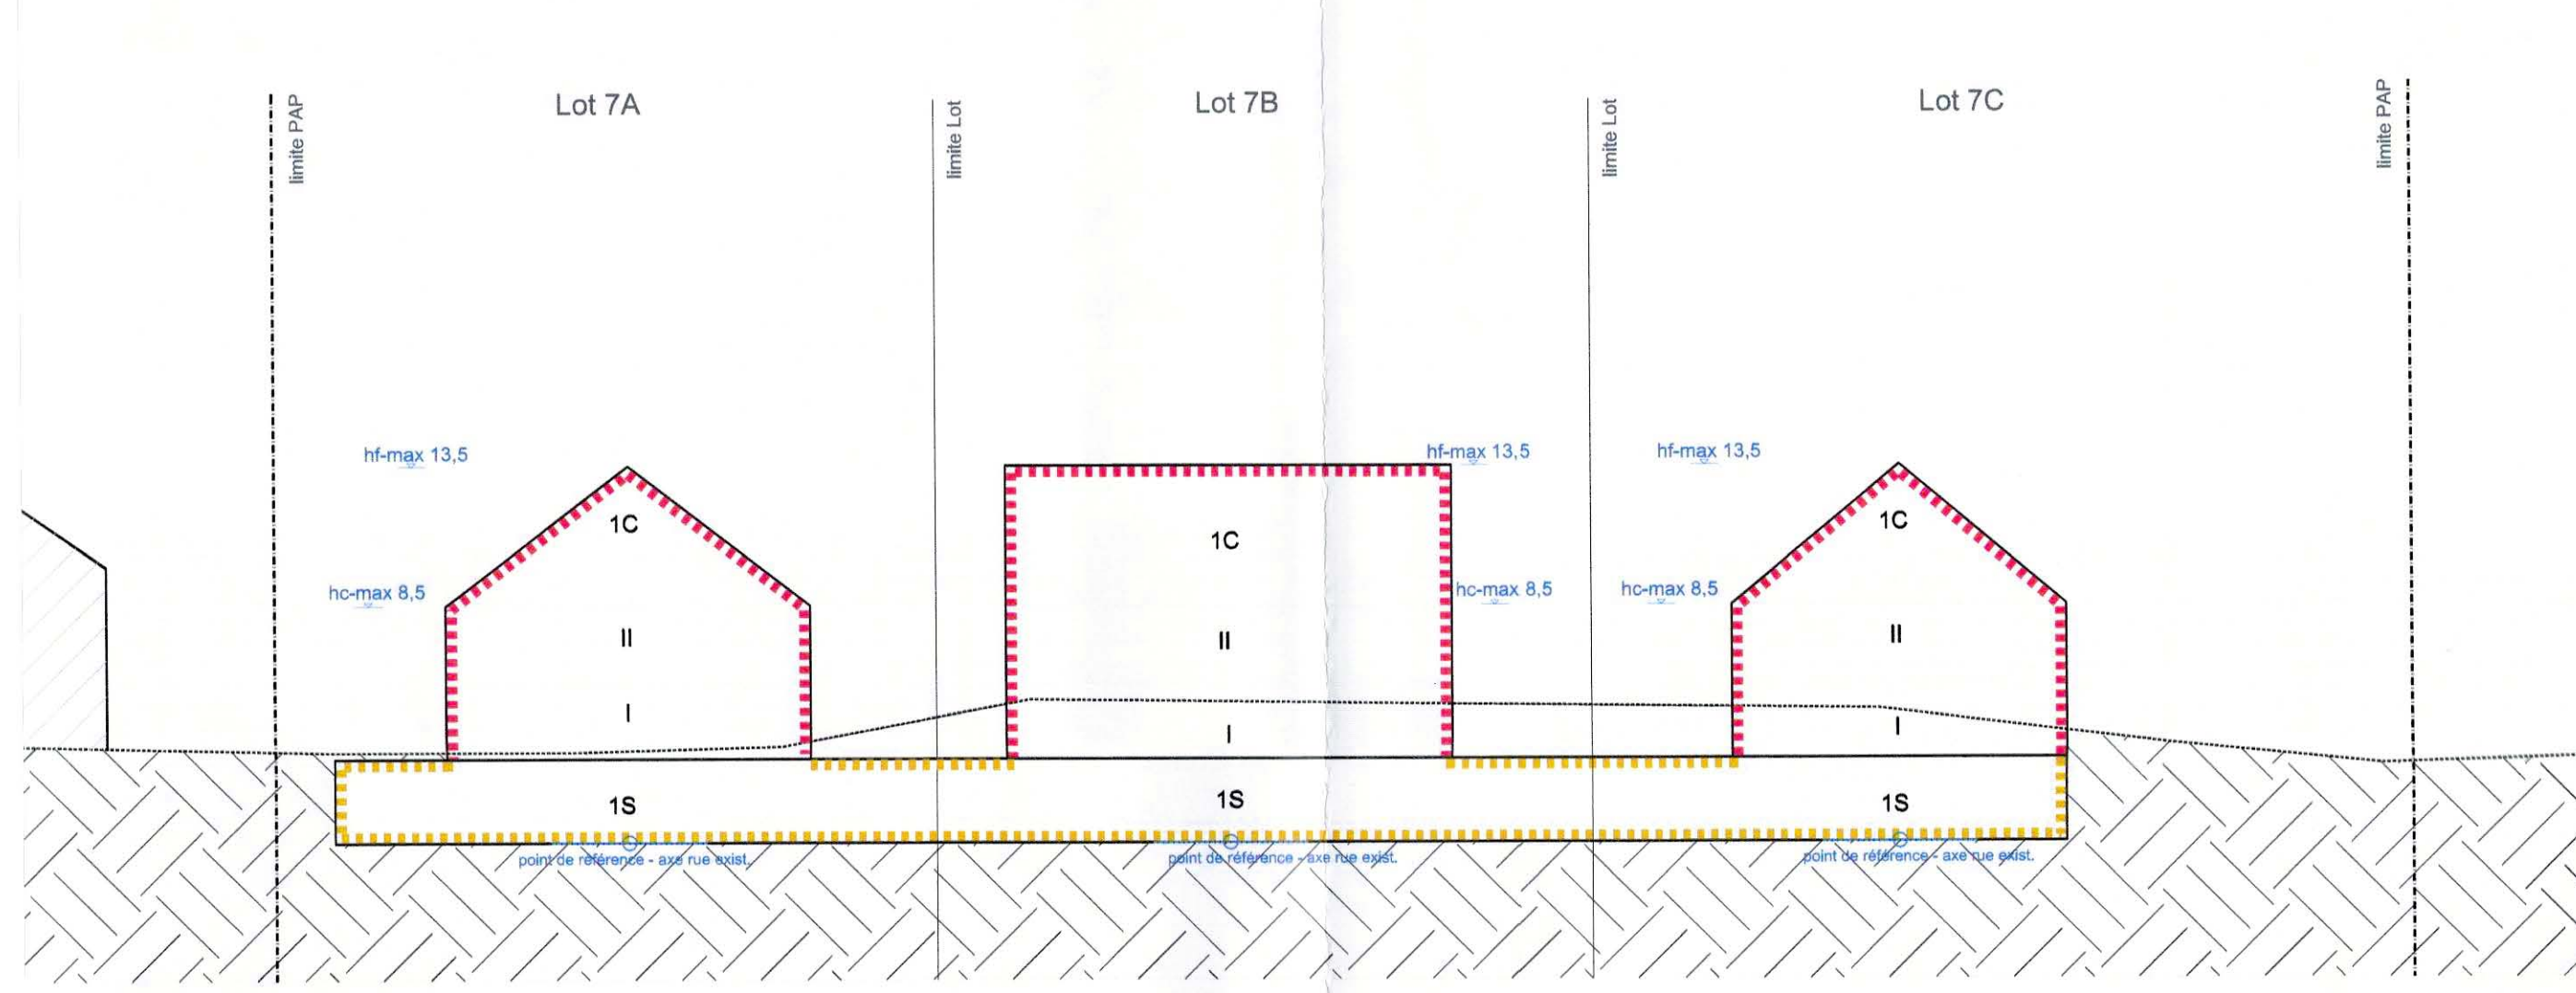 Lot 7A
Lot 7B
Lot 7C
limite PAP
limite Lot
limite Lot
limite PAP
hf-max 13,5
hf-max 13,5
hf-max 13,5
1C
1C
1C
hc-max 8,5
hc-max 8,5
hc-max 8,5
II
II
II
I
I
I
1S
1S
1S
point de référence - axe rue exist.
point de référence - axe rue exist.
point de référence - axe rue exist.